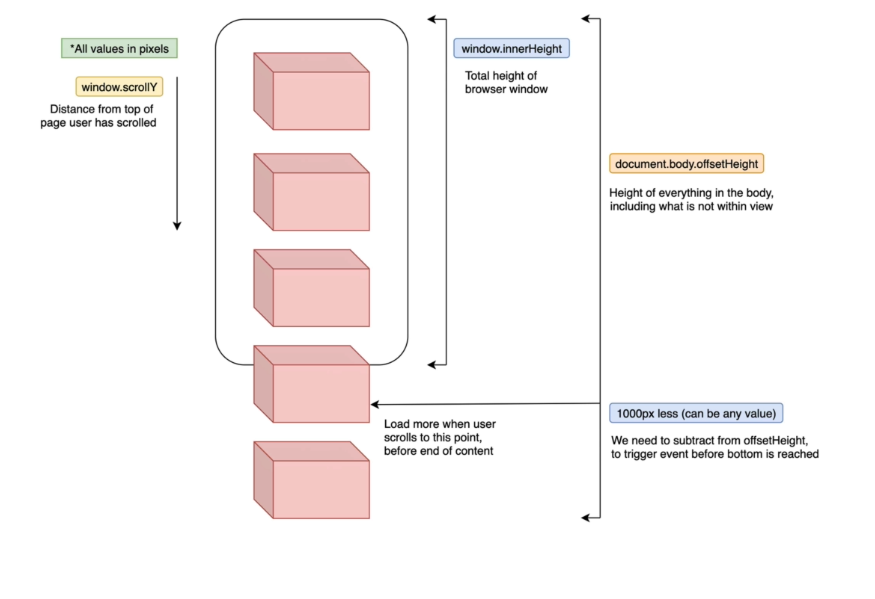 *All values in pixels
window.scrollY
Distance from top of
page user has scrolled
window.innerHeight
Total height of
browser window
document.body.offsetHeight
Height of everything in the body,
including what is not within view
Load more when user
scrolls to this point,
before end of content
1000px less (can be any value)
We need to subtract from offsetHeight,
to trigger event before bottom is reached